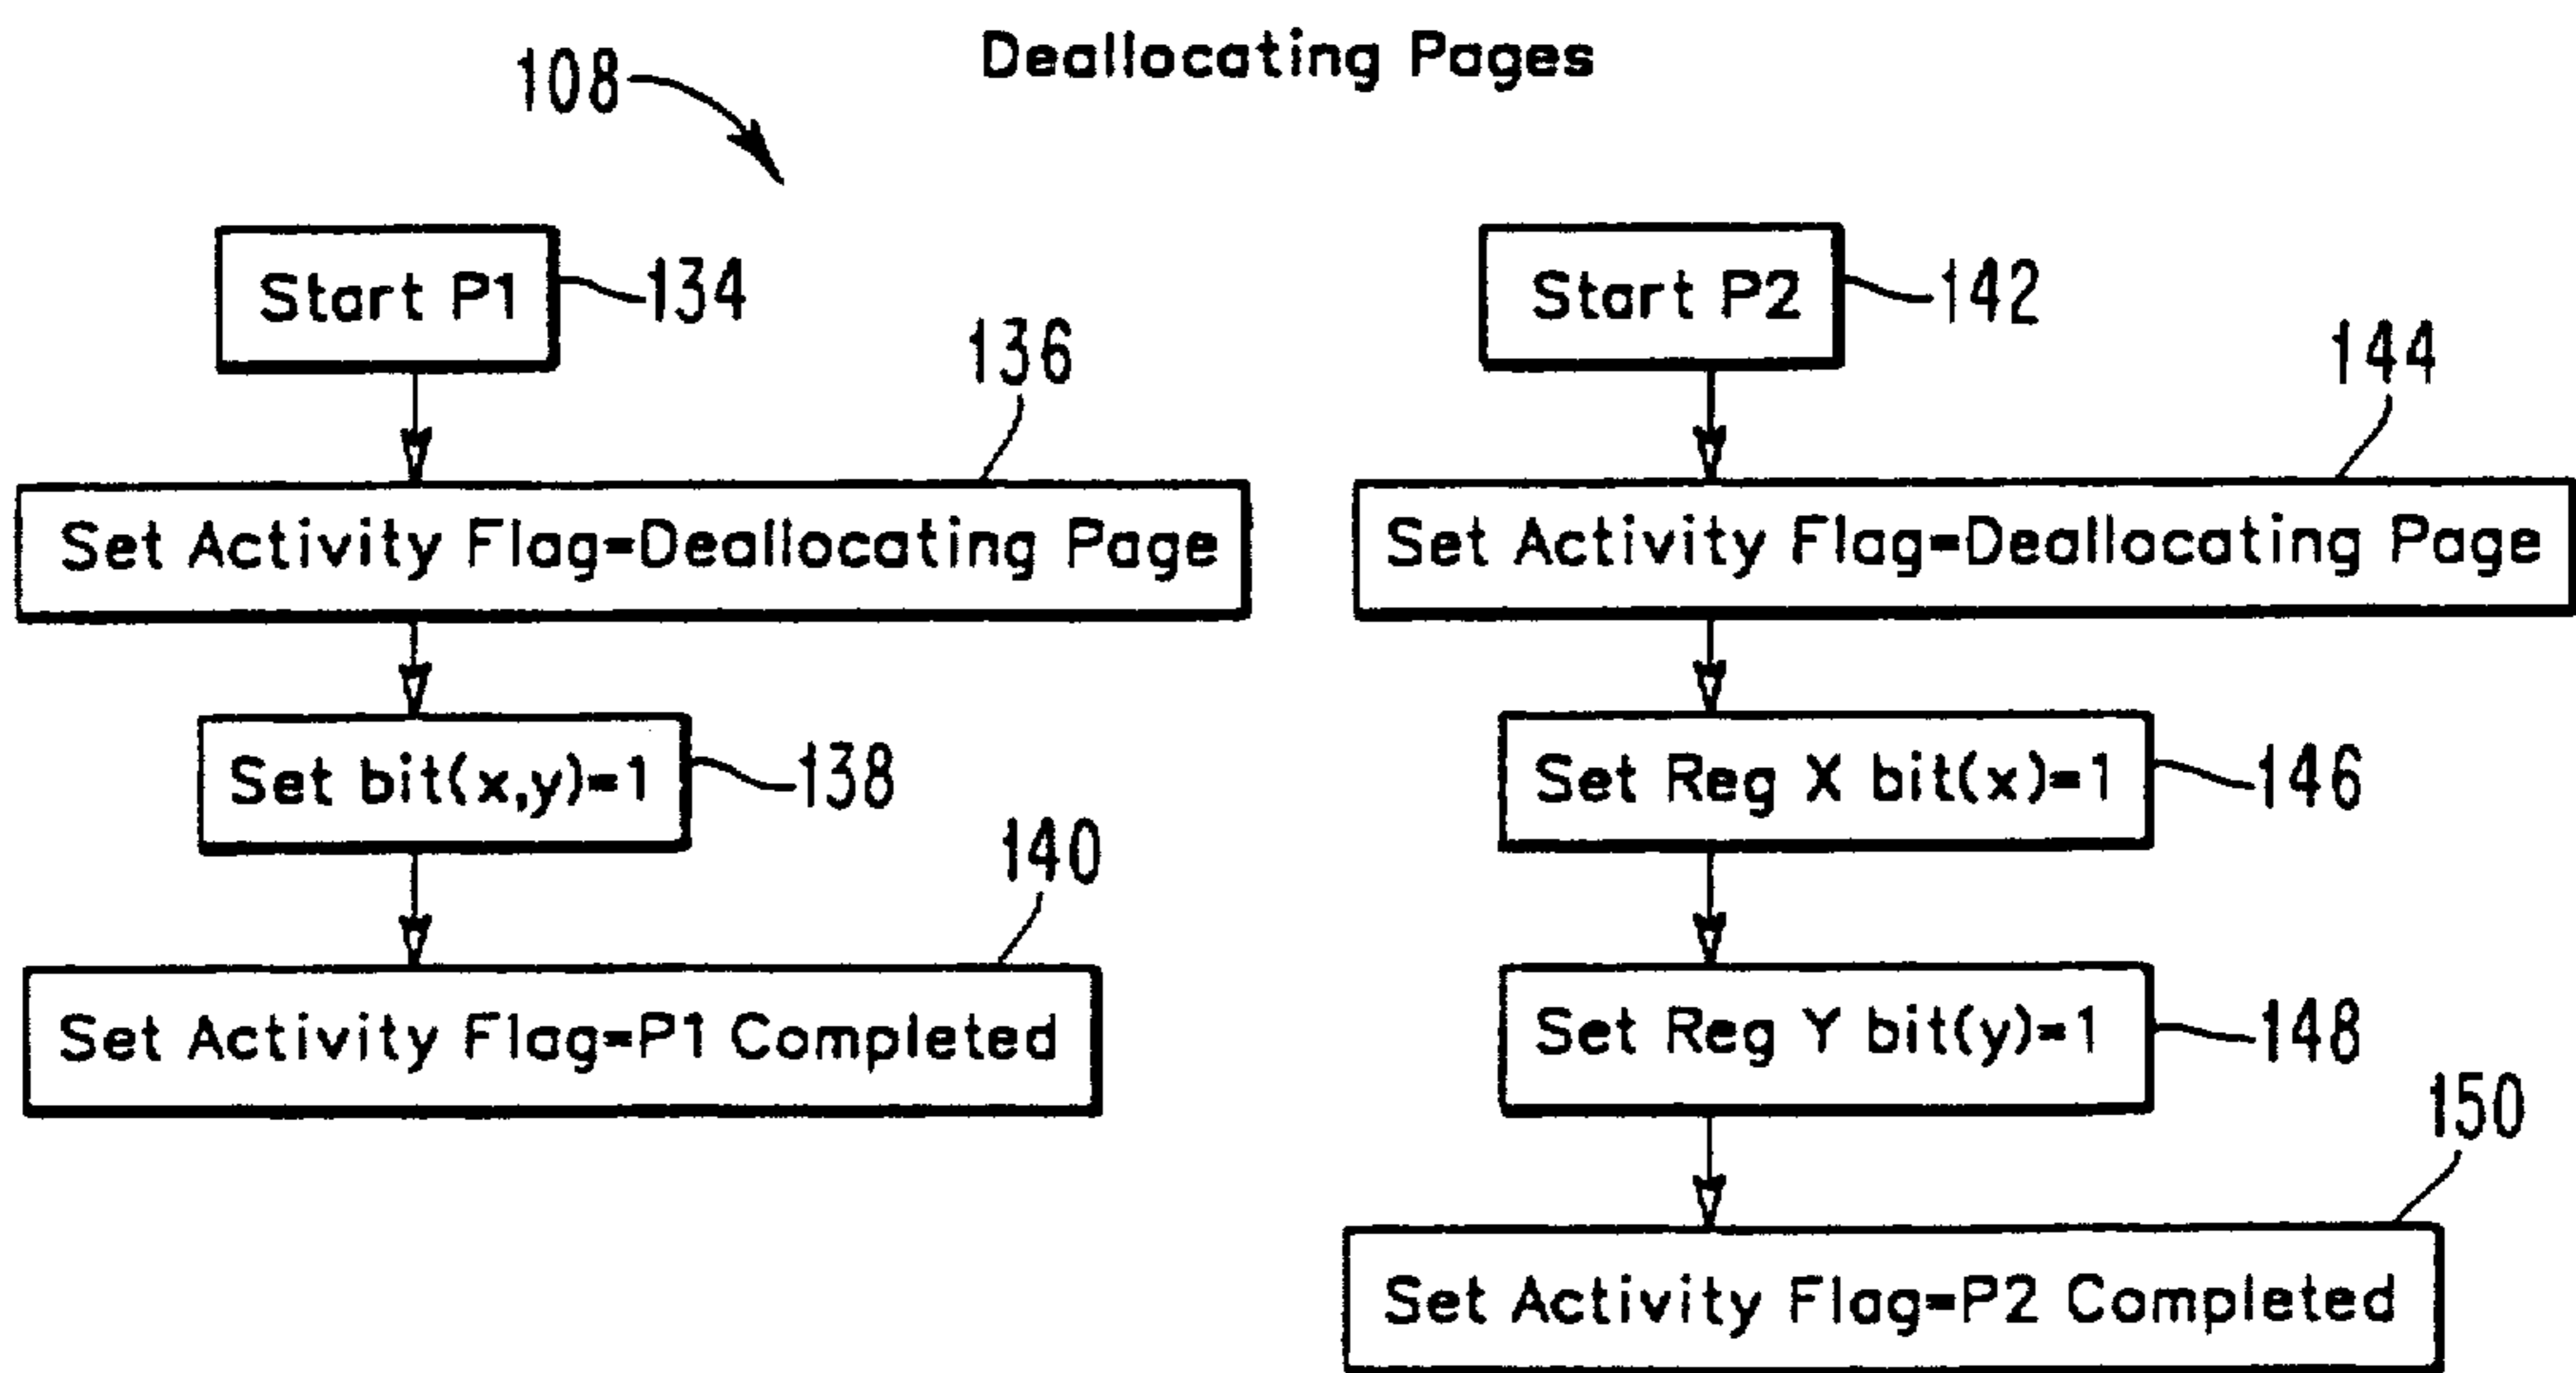 Deallocating Pages
108
Start P1
134
136
Set Activity Flag=Deallocating Page
Set bit(x,y)=1
138
140
Set Activity Flag=P1 Completed
Start P2
142
144
Set Activity Flag=Deallocating Page
Set Reg X bit(x)=1
146
Set Reg Y bit(y)=1
148
150
Set Activity Flag=P2 Completed